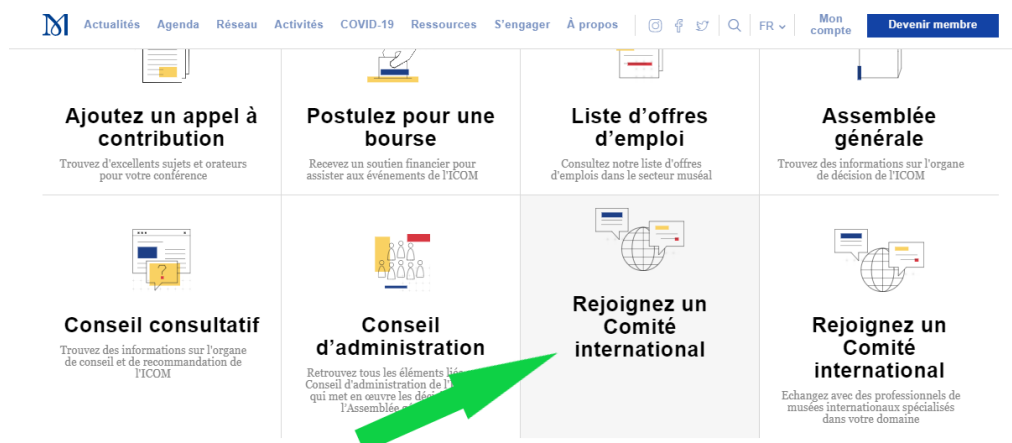 Actualités Agenda Réseau Activités COVID-19 Ressources S'engager À propos FR Mon compte Devenir membre
Ajoutez un appel à
contribution
Trouvez d'excellents sujets et orateurs
pour votre conférence
Postulez pour une
bourse
Recevez un soutien financier pour
assister aux événements de l'ICOM
Liste d'offres
d'emploi
Consultez notre liste d'offres
d'emplois dans le secteur muséal
Assemblée
générale
Trouvez des informations sur l'organe
de décision de l'ICOM
Conseil consultatif
Trouvez des informations sur l'organe
de conseil et de recommandation de
l'ICOM
Conseil
d'administration
Retrouvez tous les éléments
Conseil d'administration de
qui met en œuvre les
l'Assemblée
Rejoignez un
Comité
international
Rejoignez un
Comité
international
Echangez avec des professionnels de
musées internationaux spécialisés
dans votre domaine